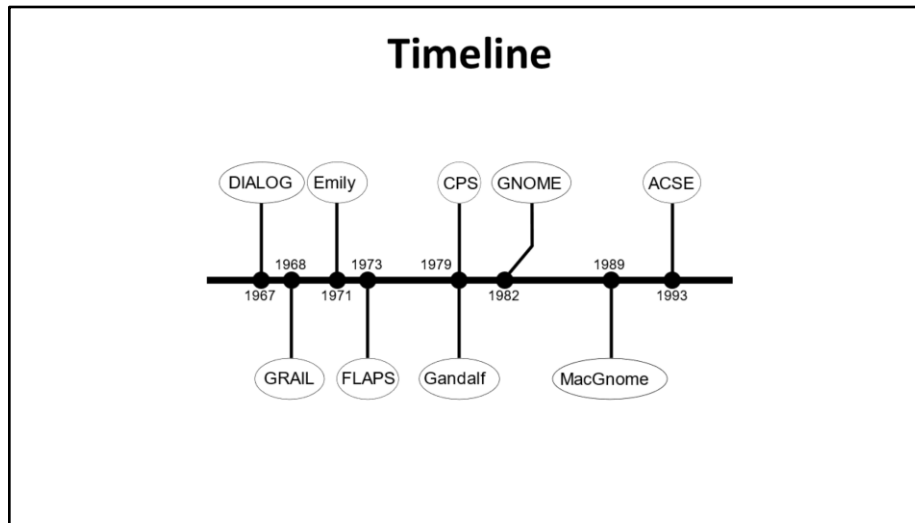 Timeline
DIALOG Emily CPS GNOME ACSE
1968 1973 1979 1989
1967 1971 1982 1993
GRAIL FLAPS Gandalf MacGnome